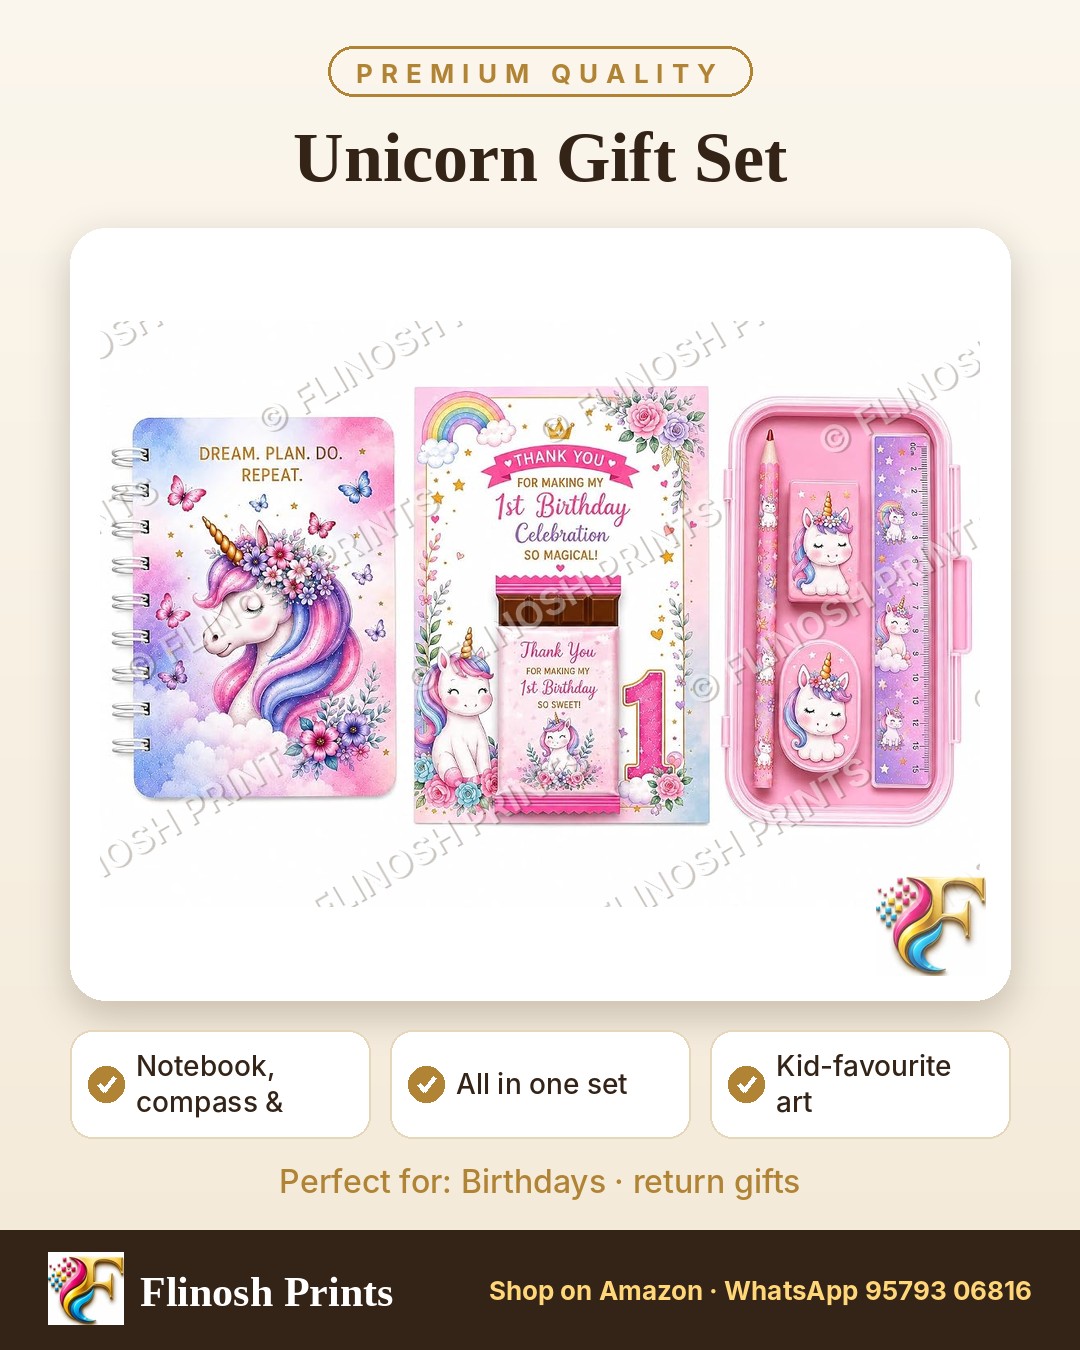 PREMIUM QUALITY
Unicorn Gift Set
DREAM. PLAN. DO.
REPEAT.
THANK YOU
FOR MAKING MY
1st Birthday
Celebration
SO MAGICAL!
Thank You
FOR MAKING MY
1st Birthday
SO SWEET!
1
© FLINOSH PRINTS
Notebook,
compass &
All in one set
Kid-favourite
art
Perfect for: Birthdays · return gifts
Flinosh Prints
Shop on Amazon · WhatsApp 95793 06816